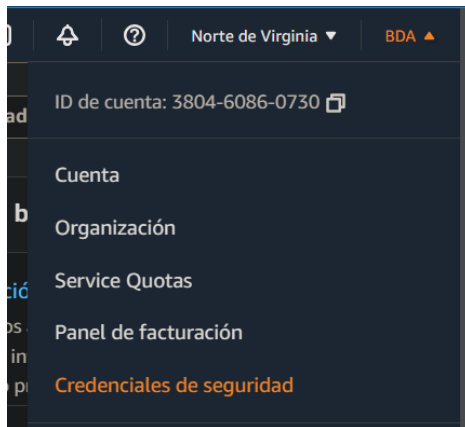 Norte de Virginia ▼ BDA ▲
ID de cuenta: 3804-6086-0730
Cuenta
b
Organización
Service Quotas
Panel de facturación
in
Credenciales de seguridad